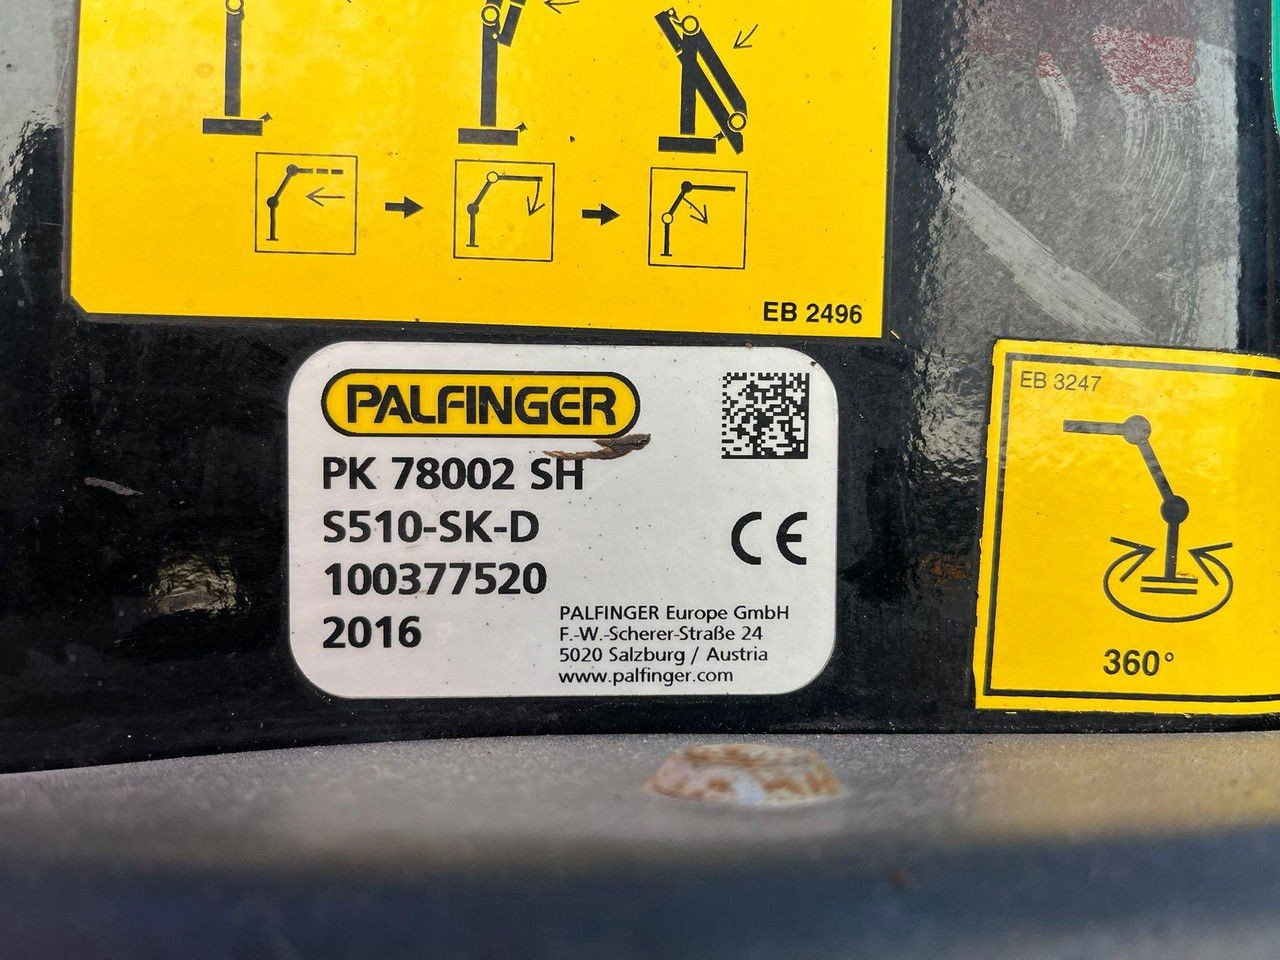 EB 2496
PALFINGER
PK 78002 SH
S510-SK-D
100377520
2016
CE
PALFINGER Europe GmbH
F.-W.-Scherer-Straße 24
5020 Salzburg / Austria
www.palfinger.com
EB 3247
360°